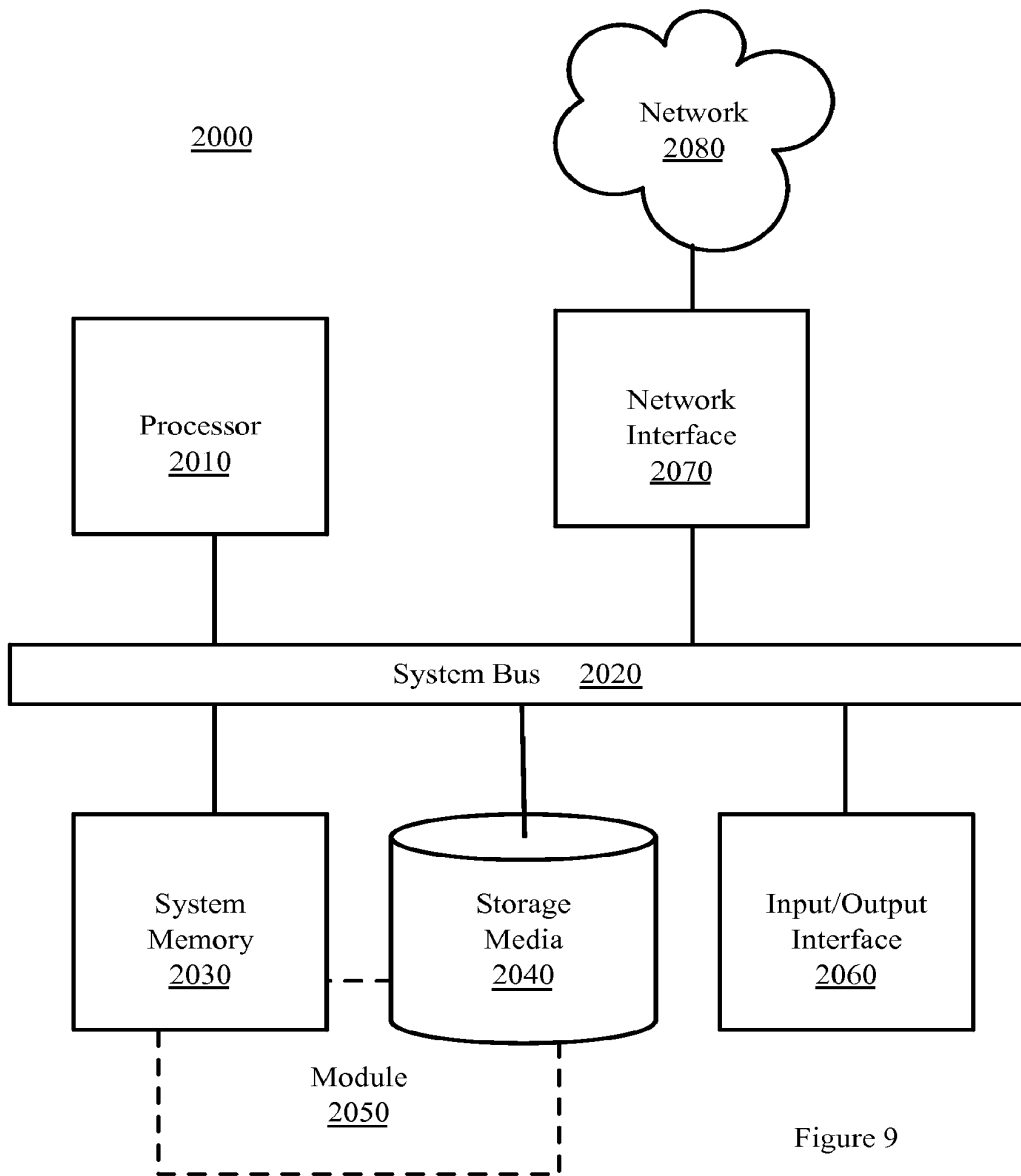 2000
Network
2080
Processor
2010
Network
Interface
2070
System Bus 2020
System
Memory
2030
Storage
Media
2040
Input/Output
Interface
2060
Module
2050
Figure 9